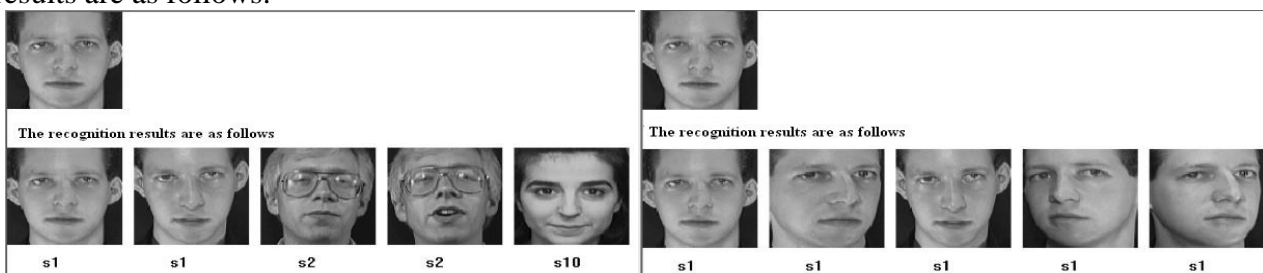 results are as follows:
The recognition results are as follows
s1 s1 s2 s2 s10
The recognition results are as follows
s1 s1 s1 s1 s1